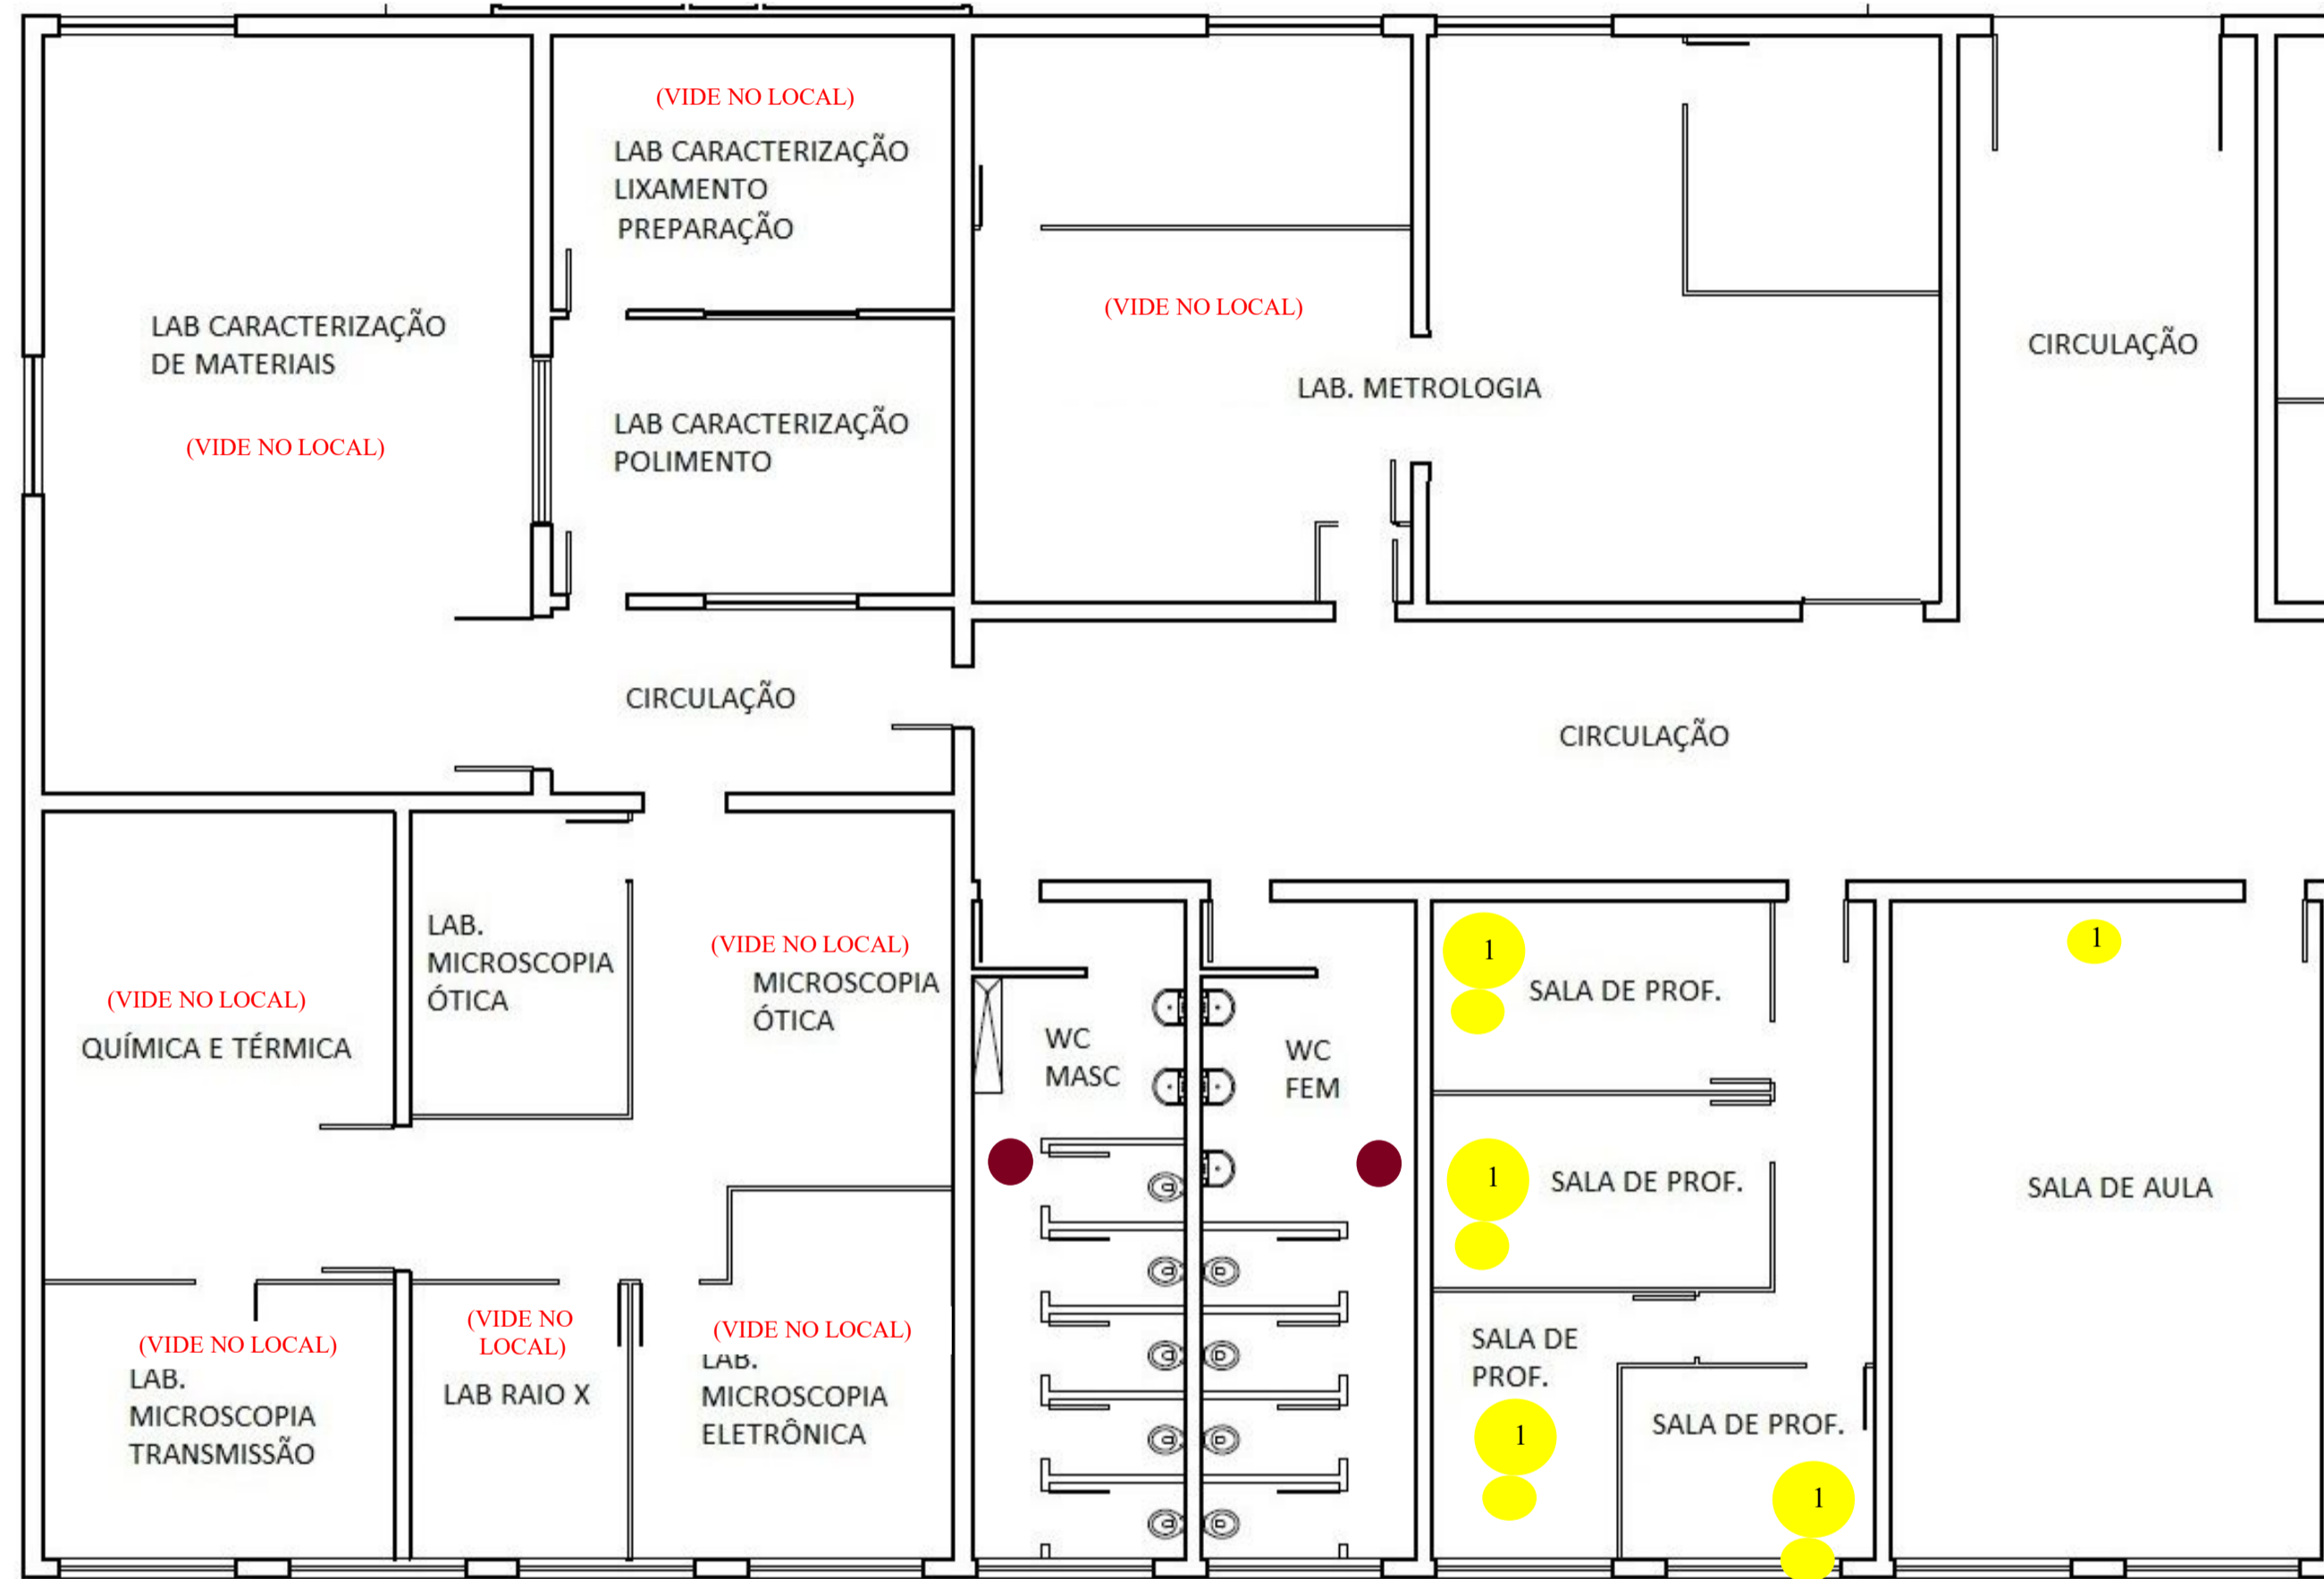 (VIDE NO LOCAL)
LAB CARACTERIZAÇÃO
LIXAMENTO
PREPARAÇÃO
LAB CARACTERIZAÇÃO
DE MATERIAIS
(VIDE NO LOCAL)
LAB CARACTERIZAÇÃO
POLIMENTO
(VIDE NO LOCAL)
LAB. METROLOGIA
CIRCULAÇÃO
CIRCULAÇÃO
CIRCULAÇÃO
(VIDE NO LOCAL)
QUÍMICA E TÉRMICA
LAB.
MICROSCOPIA
ÓTICA
(VIDE NO LOCAL)
MICROSCOPIA
ÓTICA
WC
MASC
WC
FEM
1
SALA DE PROF.
1
SALA DE PROF.
1
SALA DE AULA
(VIDE NO LOCAL)
LAB.
MICROSCOPIA
TRANSMISSÃO
(VIDE NO
LOCAL)
LAB RAIO X
(VIDE NO LOCAL)
LAB.
MICROSCOPIA
ELETRÔNICA
SALA DE
PROF.
1
SALA DE PROF.
1